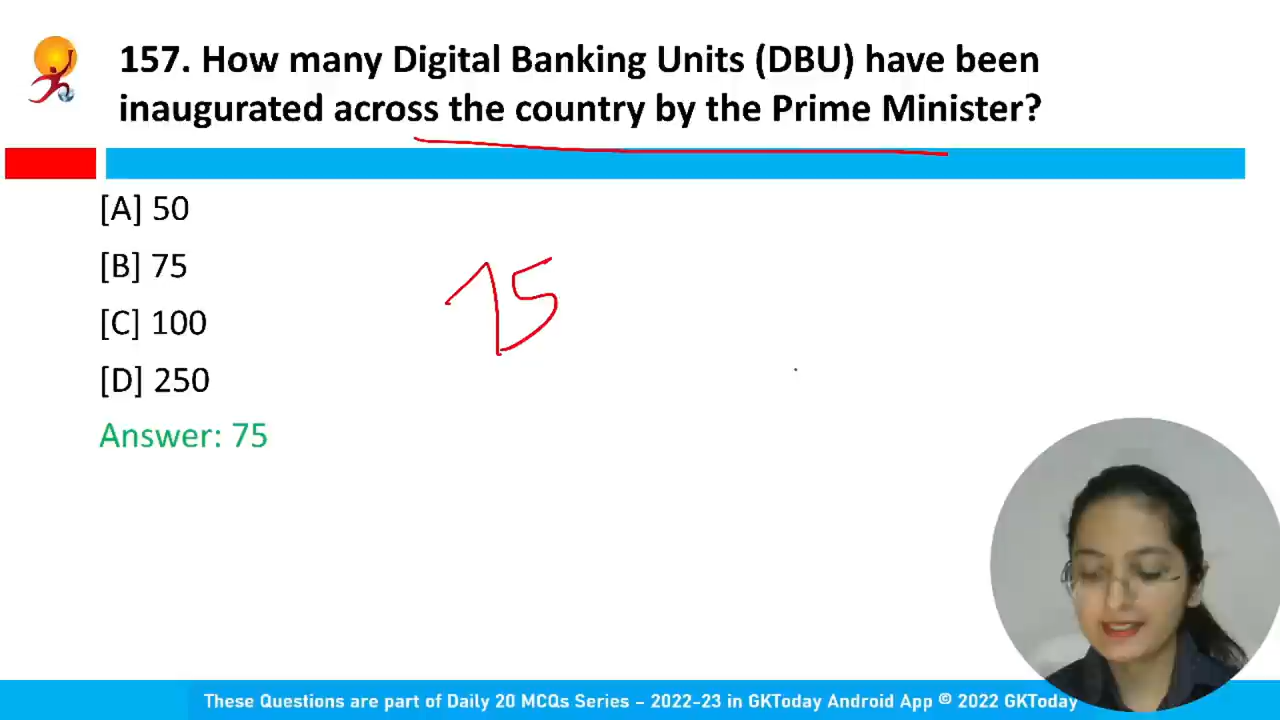 157. How many Digital Banking Units (DBU) have been
inaugurated across the country by the Prime Minister?
[A] 50
[B] 75
75
[C] 100
[D] 250
Answer: 75
These Questions are part of Daily 20 MCQs Series – 2022-23 in GKToday Android App © 2022 GKToday